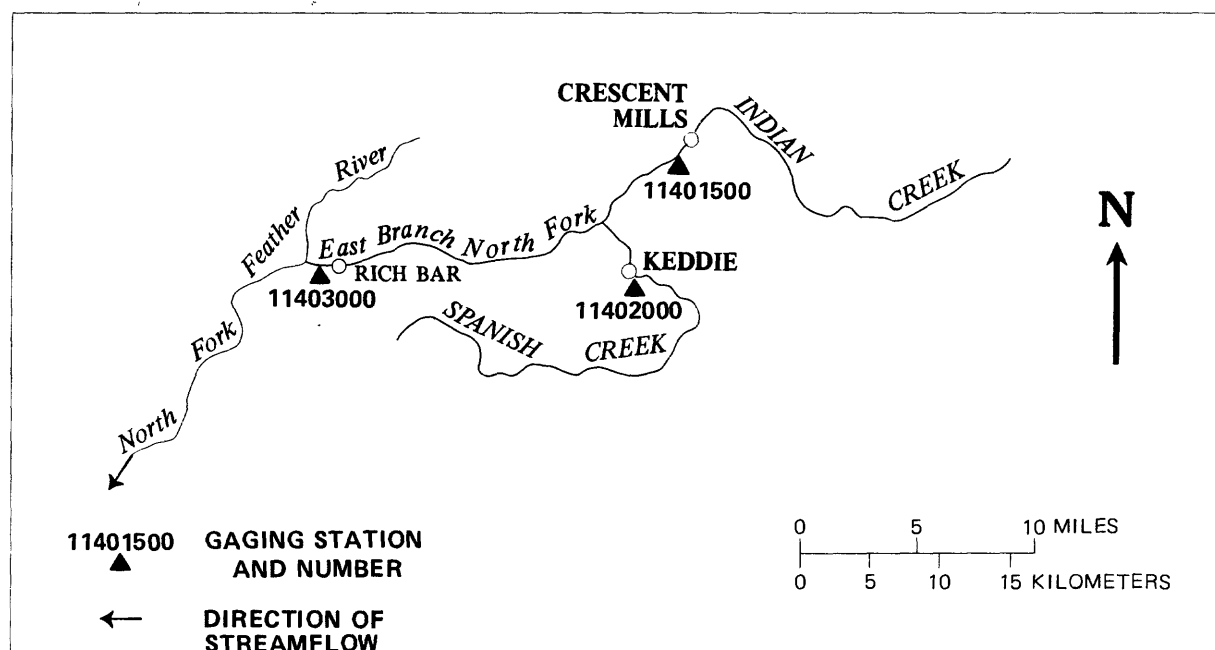 CRESCENT
MILLS
INDIAN
CREEK
11401500
River
Feather
East Branch North Fork
RICH BAR
11403000
KEDDIE
11402000
SPANISH CREEK
Fork
North
N
11401500 GAGING STATION
AND NUMBER
DIRECTION OF
STREAMFLOW
0 5 10 MILES
0 5 10 15 KILOMETERS